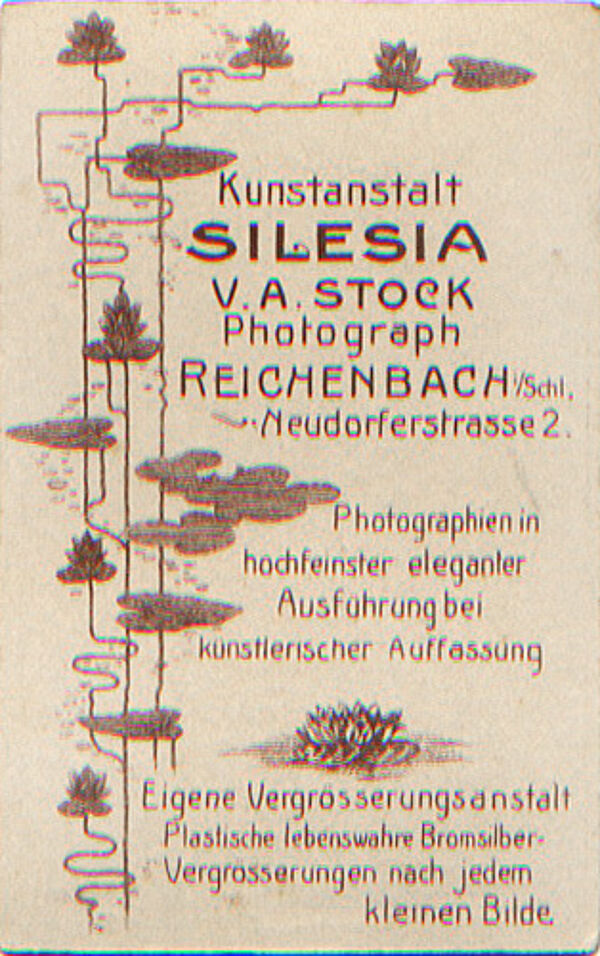 Kunstanstalt
SILESIA
V. A. STOCK
Photograph
REICHENBACH i/Schl.
Neudorferstrasse 2.
Photographien in
hochfeinster eleganter
Ausführung bei
künstlerischer Auffassung
Eigene Vergrösserungsanstalt
Plastische lebenswahre Bromsilber-
Vergrösserungen nach jedem
kleinen Bilde